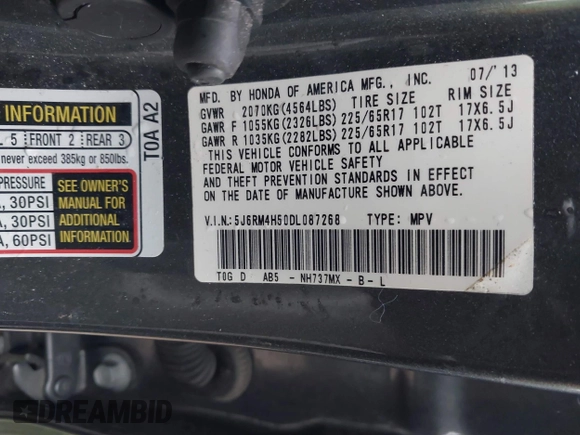 INFORMATION
L 5 FRONT 2 REAR 3
never exceed 385kg or 850lbs.
PRESSURE
A, 30PSI
A, 30PSI
A, 60PSI
SEE OWNER'S
MANUAL FOR
ADDITIONAL
INFORMATION.
T0A A2
MFD. BY HONDA OF AMERICA MFG., INC. 07/'13
GVWR 2070KG(4564LBS) TIRE SIZE RIM SIZE
GAWR F 1055KG(2326LBS) 225/65R17 102T 17X6.5J
GAWR R 1035KG(2282LBS) 225/65R17 102T 17X6.5J
THIS VEHICLE CONFORMS TO ALL APPLICABLE
FEDERAL MOTOR VEHICLE SAFETY
AND THEFT PREVENTION STANDARDS IN EFFECT
ON THE DATE OF MANUFACTURE SHOWN ABOVE.
V.I.N.:5J6RM4H50DL087268 TYPE: MPV
T0G D AB5 - NH737MX - B - L
DREAMBID